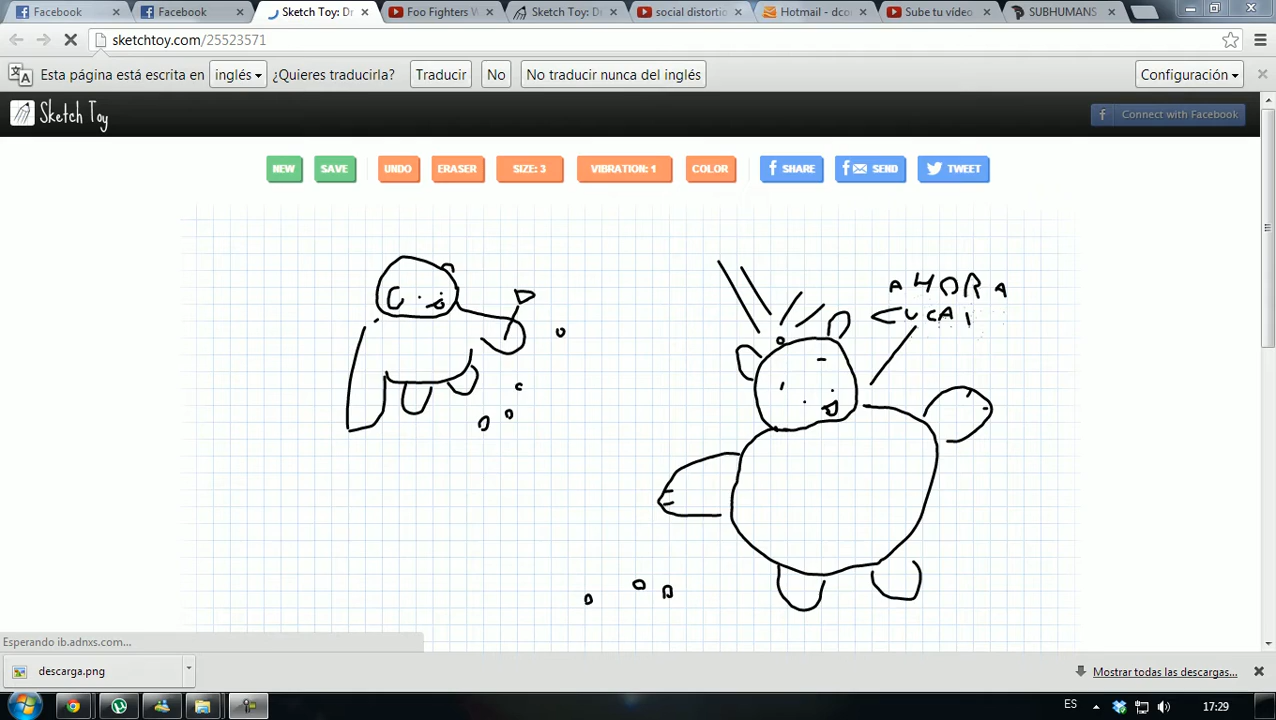 Facebook
Facebook
Sketch Toy: Dr
Foo Fighters W
Sketch Toy: D
social distortio
Hotmail - dco
Sube tu vídeo
SUBHUMANS
sketchtoy.com/25523571
Esta página está escrita en inglés ¿Quieres traducirla? Traducir No No traducir nunca del inglés Configuración
Sketch Toy
Connect with Facebook
NEW SAVE UNDO ERASER SIZE: 3 VIBRATION: 1 COLOR SHARE SEND TWEET
AHORA
Esperando ib.adnxs.com...
descarga.png
Mostrar todas las descargas...
ES
17:29